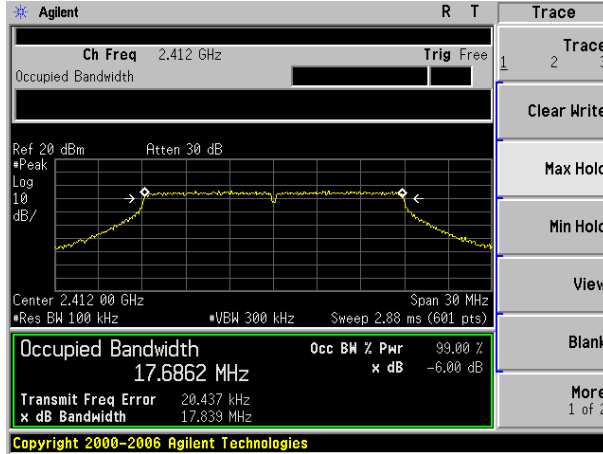 Agilent R T Trace
Ch Freq 2.412 GHz Trig Free
Occupied Bandwidth
Trace
1 2 3
Clear Write
Max Hold
Min Hold
View
Blank
More
1 of 2
Ref 20 dBm Atten 30 dB
#Peak
Log
10
dB/
Center 2.412 00 GHz Span 30 MHz
#Res BW 100 kHz #VBW 300 kHz Sweep 2.88 ms (601 pts)
Occupied Bandwidth Occ BW % Pwr 99.00 %
17.6862 MHz x dB -6.00 dB
Transmit Freq Error 20.437 kHz
x dB Bandwidth 17.839 MHz
Copyright 2000-2006 Agilent Technologies